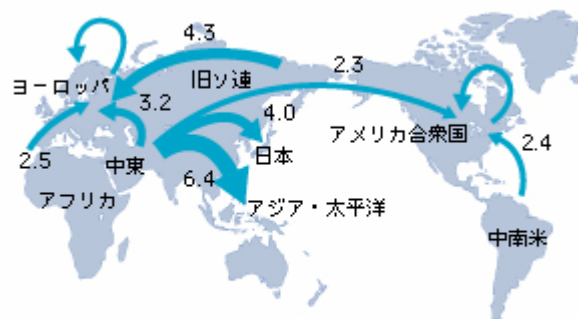 4.3
2.3
ヨーロッパ
旧ソ連
3.2
4.0
アメリカ合衆国
2.5
中東
日本
2.4
6.4
アフリカ
アジア・太平洋
中南米